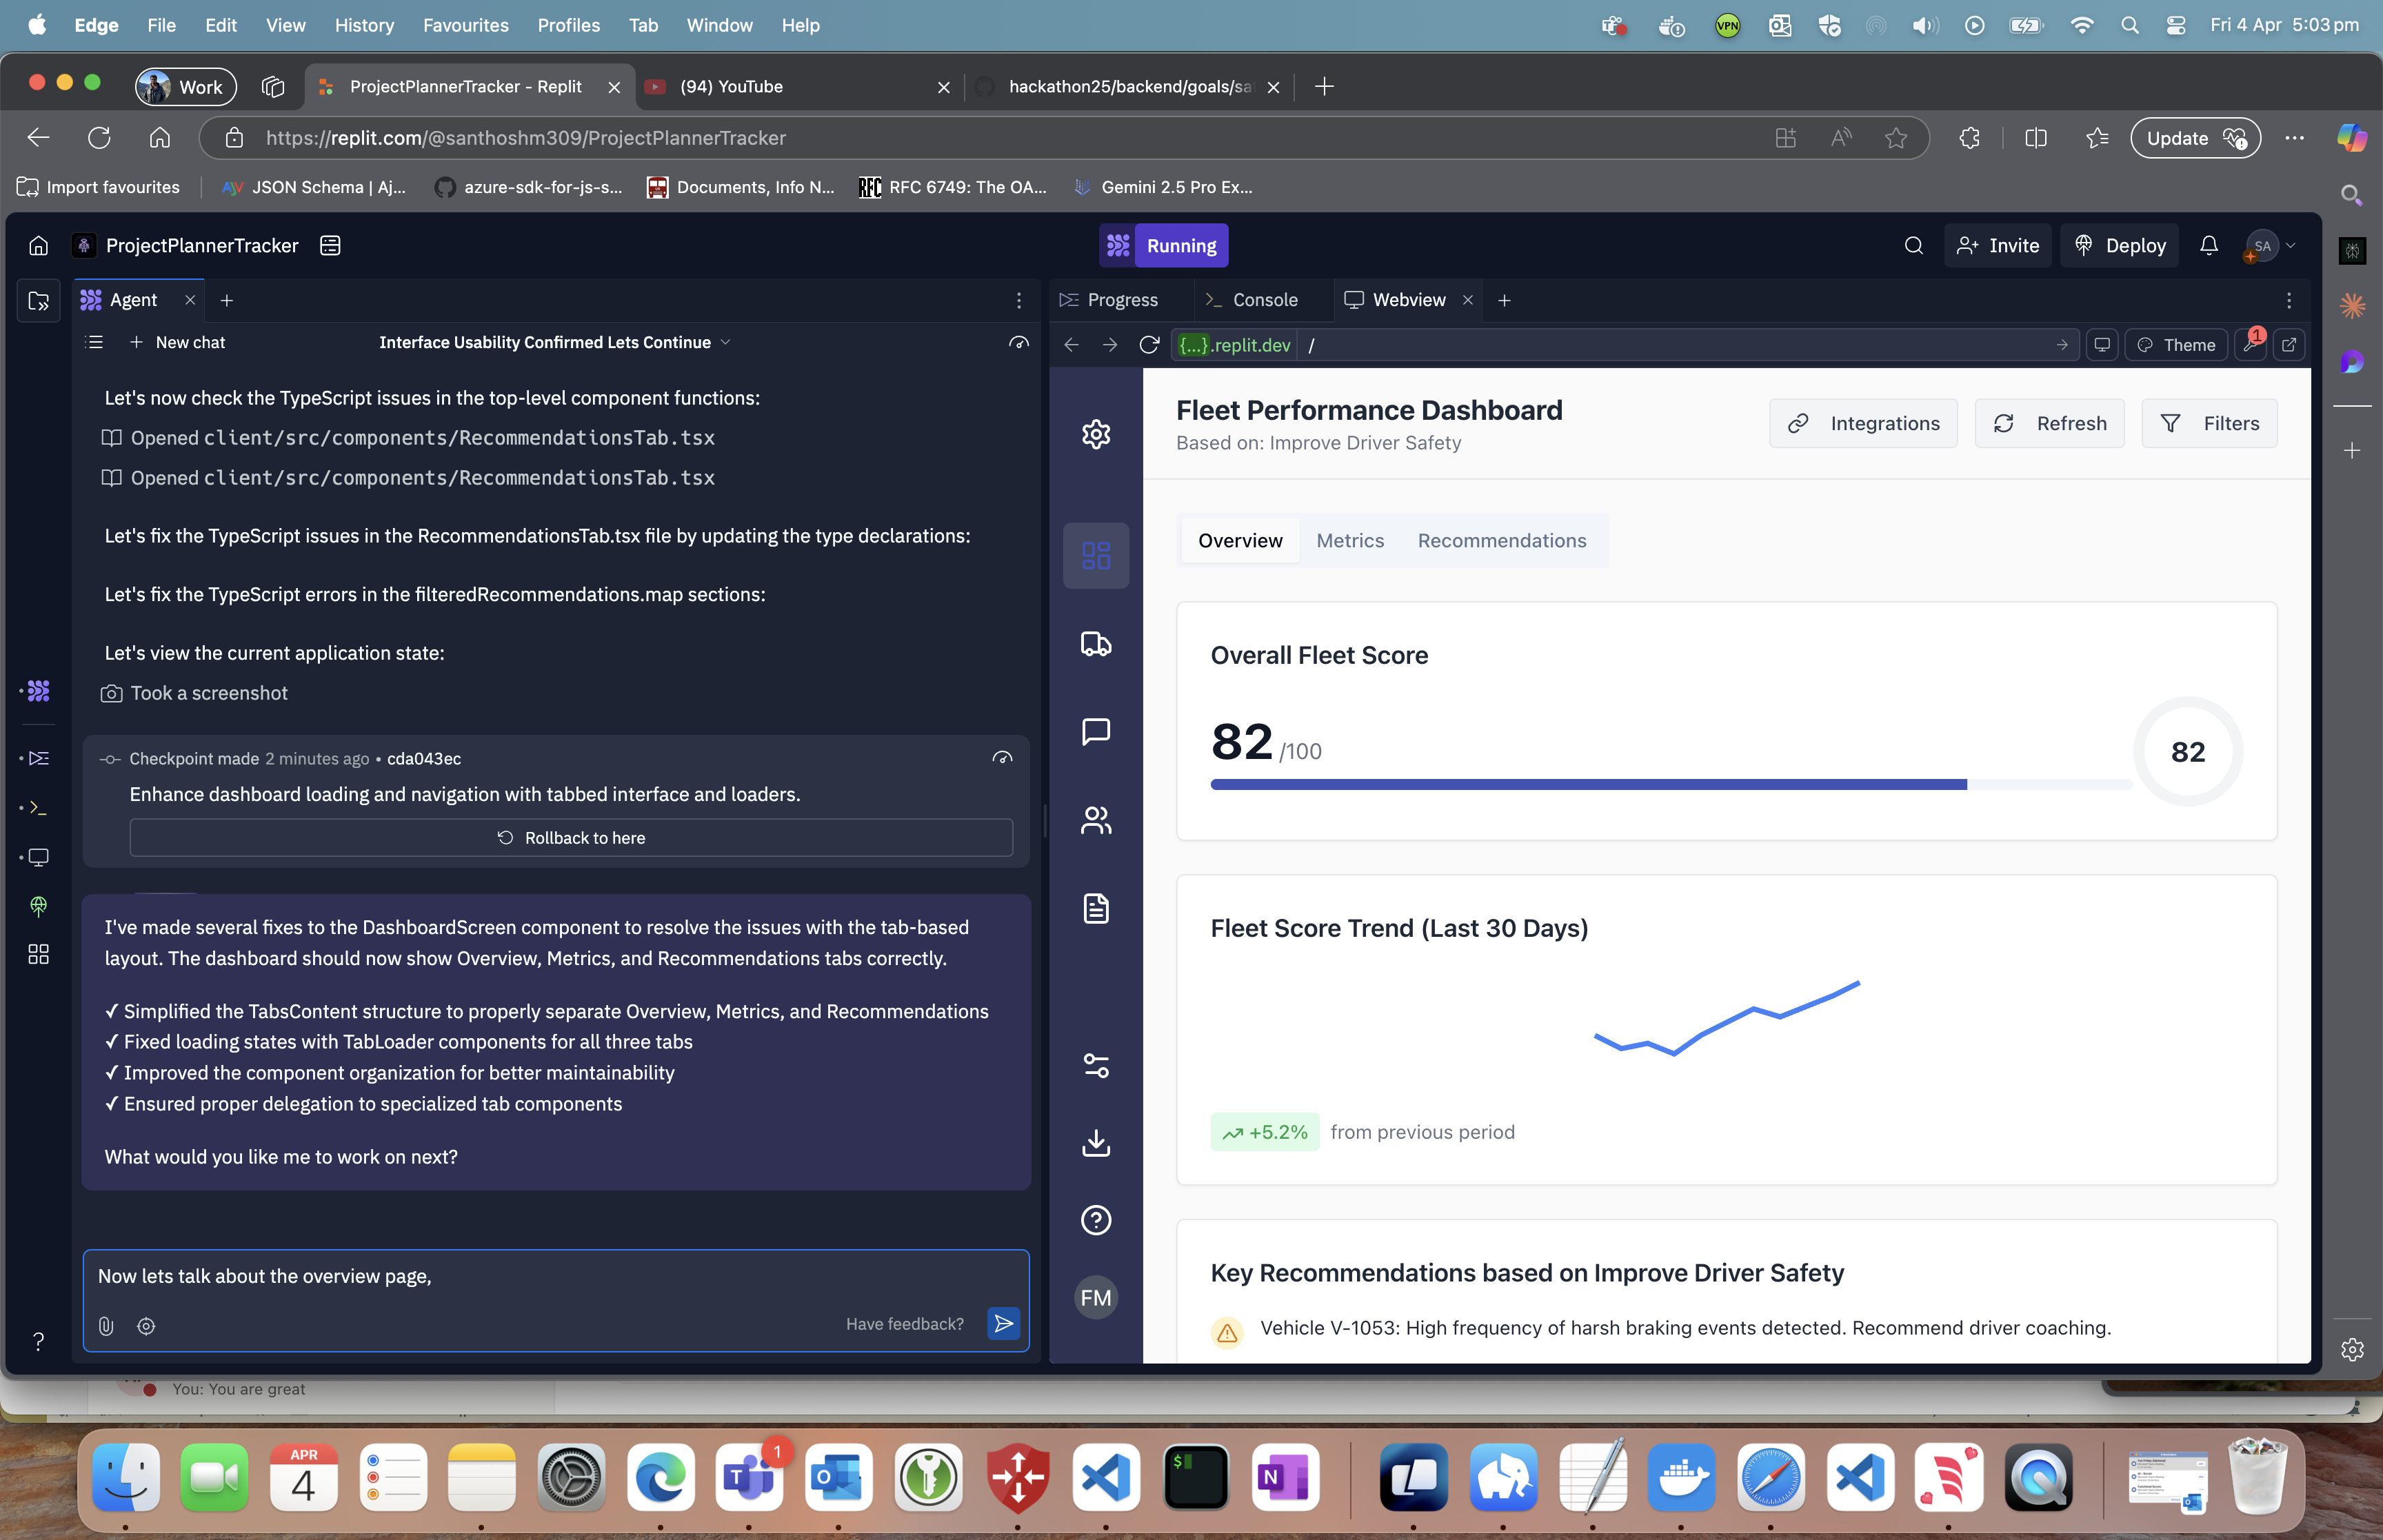 Edge File Edit View History Favourites Profiles Tab Window Help
VPN
Fri 4 Apr 5:03 pm
Work
ProjectPlannerTracker - Replit
(94) YouTube
hackathon25/backend/goals/sa
https://replit.com/@santhoshm309/ProjectPlannerTracker
Update
Import favourites
JSON Schema | Aj...
azure-sdk-for-js-s...
Documents, Info N...
RFC 6749: The OA...
Gemini 2.5 Pro Ex...
ProjectPlannerTracker
Running
Invite
Deploy
SA
Agent
New chat
Interface Usability Confirmed Lets Continue
Let's now check the TypeScript issues in the top-level component functions:
Opened client/src/components/RecommendationsTab.tsx
Opened client/src/components/RecommendationsTab.tsx
Let's fix the TypeScript issues in the RecommendationsTab.tsx file by updating the type declarations:
Let's fix the TypeScript errors in the filteredRecommendations.map sections:
Let's view the current application state:
Took a screenshot
Checkpoint made 2 minutes ago • cda043ec
Enhance dashboard loading and navigation with tabbed interface and loaders.
Rollback to here
I've made several fixes to the DashboardScreen component to resolve the issues with the tab-based
layout. The dashboard should now show Overview, Metrics, and Recommendations tabs correctly.
✓ Simplified the TabsContent structure to properly separate Overview, Metrics, and Recommendations
✓ Fixed loading states with TabLoader components for all three tabs
✓ Improved the component organization for better maintainability
✓ Ensured proper delegation to specialized tab components
What would you like me to work on next?
Now lets talk about the overview page,
Have feedback?
Progress
Console
Webview
{...}.replit.dev /
Theme
1
Fleet Performance Dashboard
Based on: Improve Driver Safety
Integrations
Refresh
Filters
Overview
Metrics
Recommendations
Overall Fleet Score
82 /100
82
Fleet Score Trend (Last 30 Days)
+5.2% from previous period
Key Recommendations based on Improve Driver Safety
Vehicle V-1053: High frequency of harsh braking events detected. Recommend driver coaching.
FM
You: You are great
APR
4
1